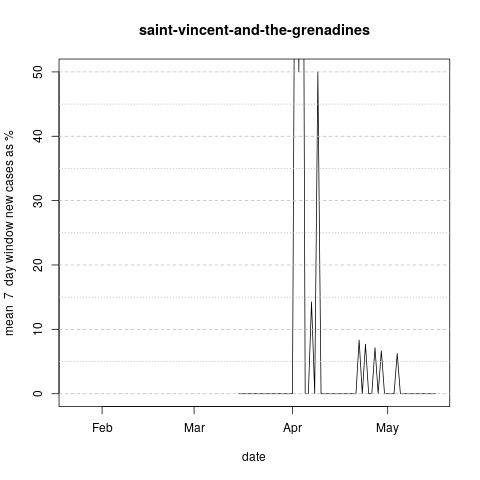 saint-vincent-and-the-grenadines
mean 7 day window new cases as %
50
40
30
20
10
0
Feb Mar Apr May
date